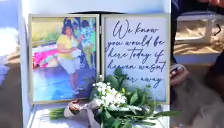 We know
you would be
here today if
heaven wasn't
so far away